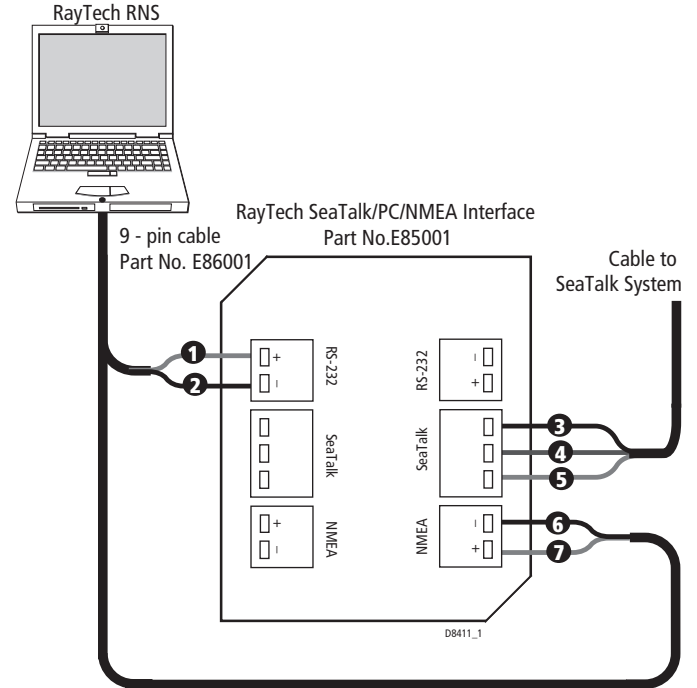 RayTech RNS
9 - pin cable
Part No. E86001
RayTech SeaTalk/PC/NMEA Interface
Part No.E85001
Cable to
SeaTalk System
1
+
2
–
RS-232
SeaTalk
+
–
NMEA
RS-232
–
+
SeaTalk
3
4
5
NMEA
–
6
+
7
D8411_1